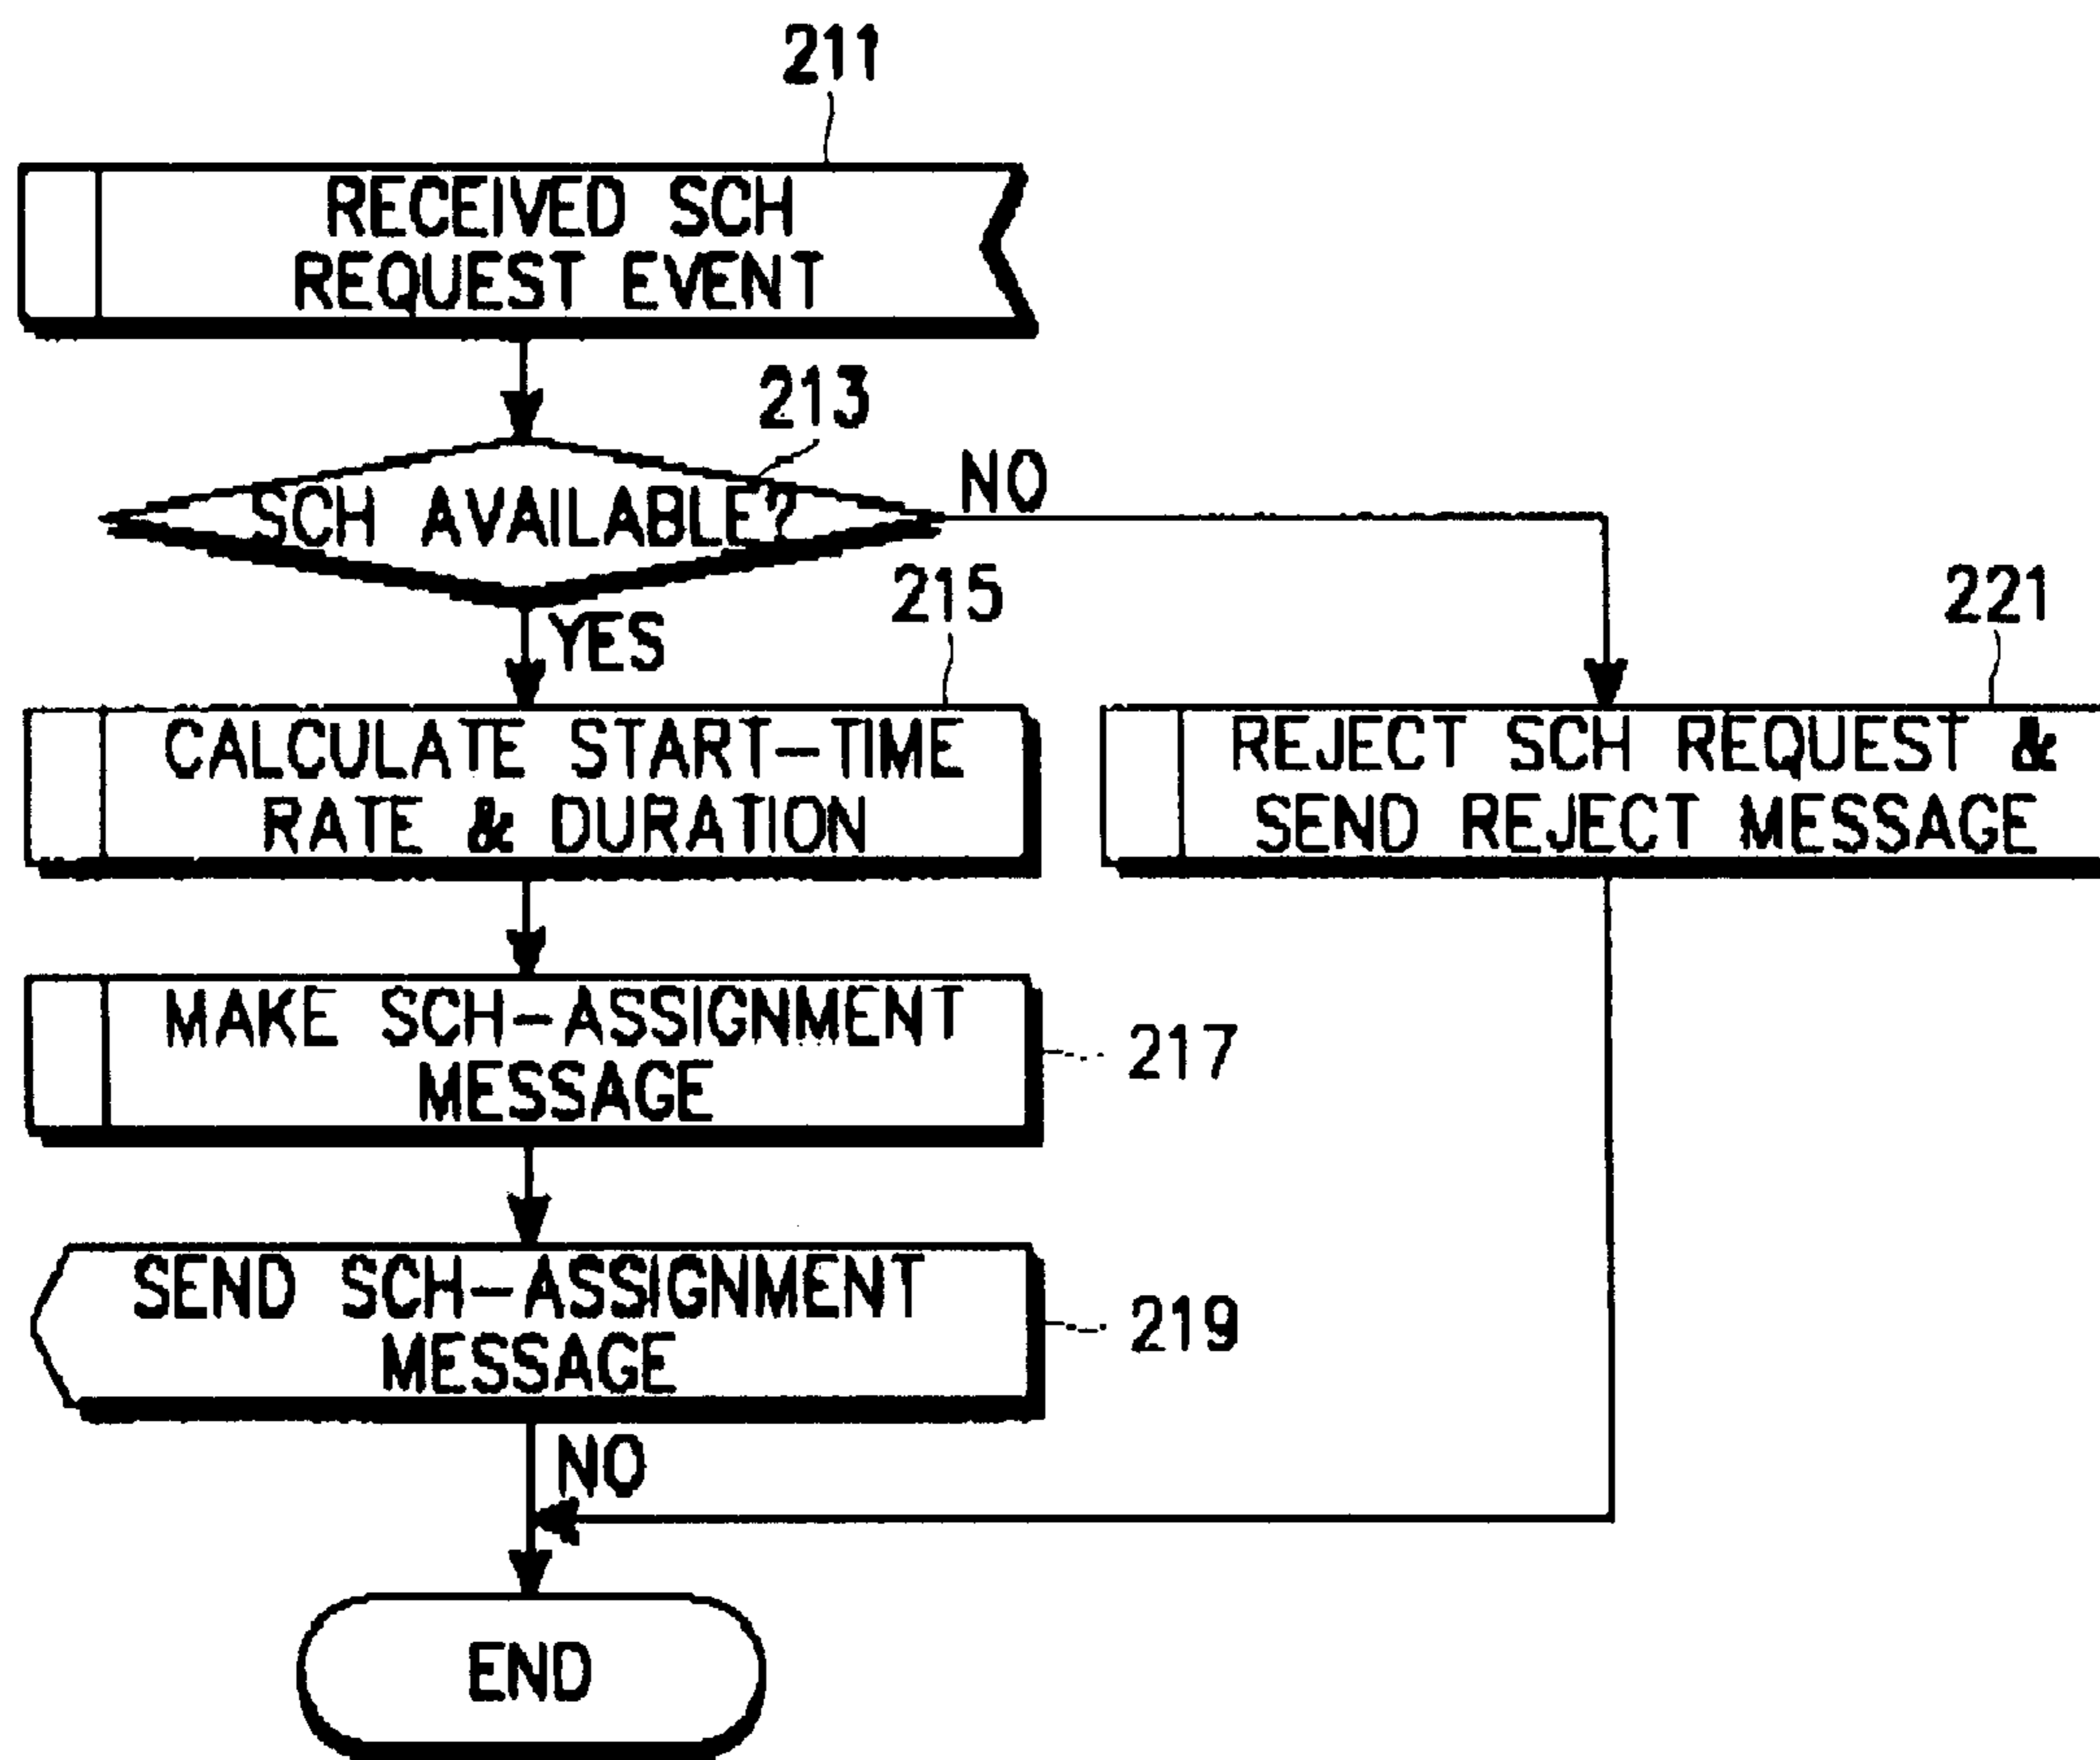 211
RECEIVED SCH
REQUEST EVENT
213
SCH AVAILABLE?
NO
YES
215
CALCULATE START-TIME
RATE & DURATION
221
REJECT SCH REQUEST &
SEND REJECT MESSAGE
MAKE SCH-ASSIGNMENT
MESSAGE
217
SEND SCH-ASSIGNMENT
MESSAGE
219
NO
END